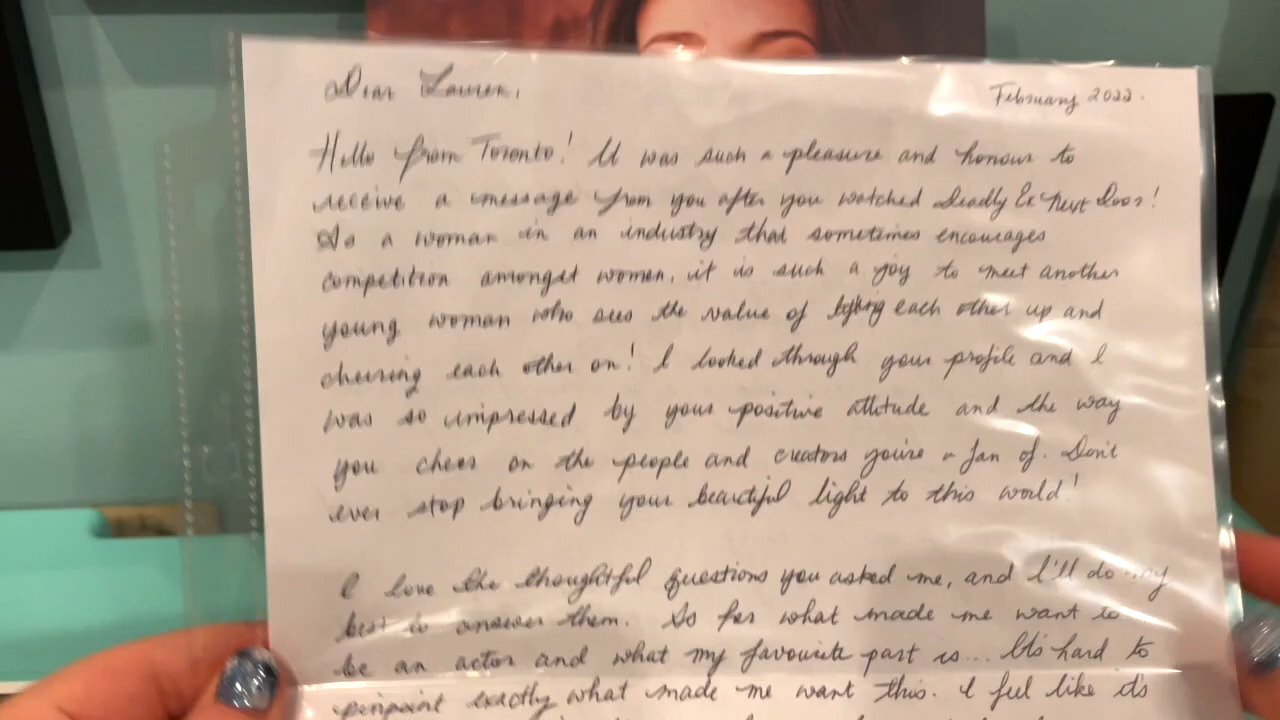 Dear Lauren,
February 2022.
Hello from Toronto! It was such a pleasure and honour to
receive a message from you after you watched Deadly Ex Next Door!
As a woman in an industry that sometimes encourages
competition amongst women, it is such a joy to meet another
young woman who sees the value of lifting each other up and
cheering each other on! I looked through your profile and I
was so impressed by your positive attitude and the way
you cheer on the people and creators you're a fan of. Don't
ever stop bringing your beautiful light to this world!
I love the thoughtful questions you asked me, and I'll do my
best to answer them. So for what made me want to
be an actor and what my favourite part is... It's hard to
pinpoint exactly what made me want this. I feel like it's